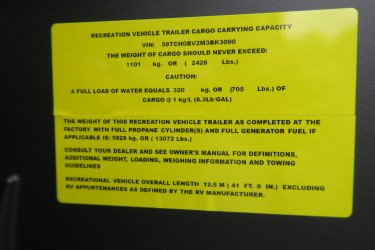 RECREATION VEHICLE TRAILER CARGO CARRYING CAPACITY
VIN: 58TCH0BV2M3BK3090
THE WEIGHT OF CARGO SHOULD NEVER EXCEED:
1101 kg. OR ( 2428 Lbs.)
CAUTION:
A FULL LOAD OF WATER EQUALS 320 kg. OR (705 Lbs.) OF
CARGO @ 1 kg/L (8.3Lb/GAL)
THE WEIGHT OF THIS RECREATION VEHICLE TRAILER AS COMPLETED AT THE
FACTORY WITH FULL PROPANE CYLINDER(S) AND FULL GENERATOR FUEL IF
APPLICABLE IS: 5929 kg. OR ( 13072 Lbs.)
CONSULT YOUR DEALER AND SEE OWNER'S MANUAL FOR DEFINITIONS,
ADDITIONAL WEIGHT, LOADING, WEIGHING INFORMATION AND TOWING
GUIDELINES
RECREATIONAL VEHICLE OVERALL LENGTH 12.5 M ( 41 FT. 0 IN.) EXCLUDING
RV APPURTENANCES AS DEFINED BY THE RV MANUFACTURER.